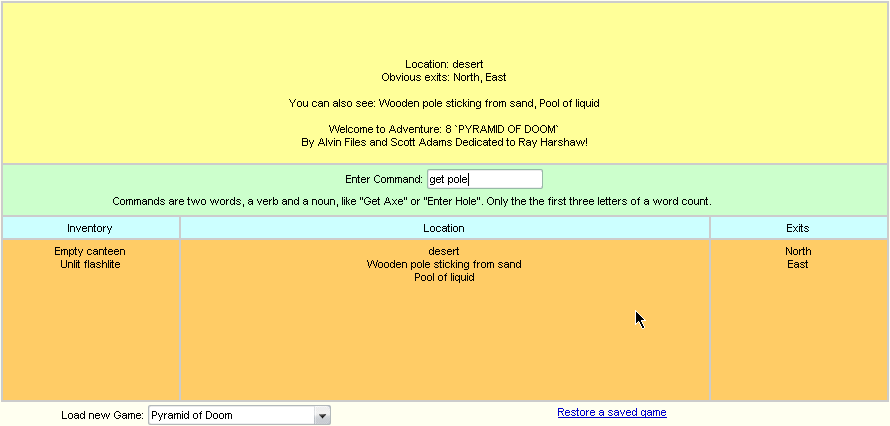 Location: desert
Obvious exits: North, East
You can also see: Wooden pole sticking from sand, Pool of liquid
Welcome to Adventure: 8 `PYRAMID OF DOOM`
By Alvin Files and Scott Adams Dedicated to Ray Harshaw!
Enter Command: get pole
Commands are two words, a verb and a noun, like "Get Axe" or "Enter Hole". Only the the first three letters of a word count.
Inventory Location Exits
Empty canteen desert North
Unlit flashlite Wooden pole sticking from sand East
Pool of liquid
Load new Game: Pyramid of Doom Restore a saved game